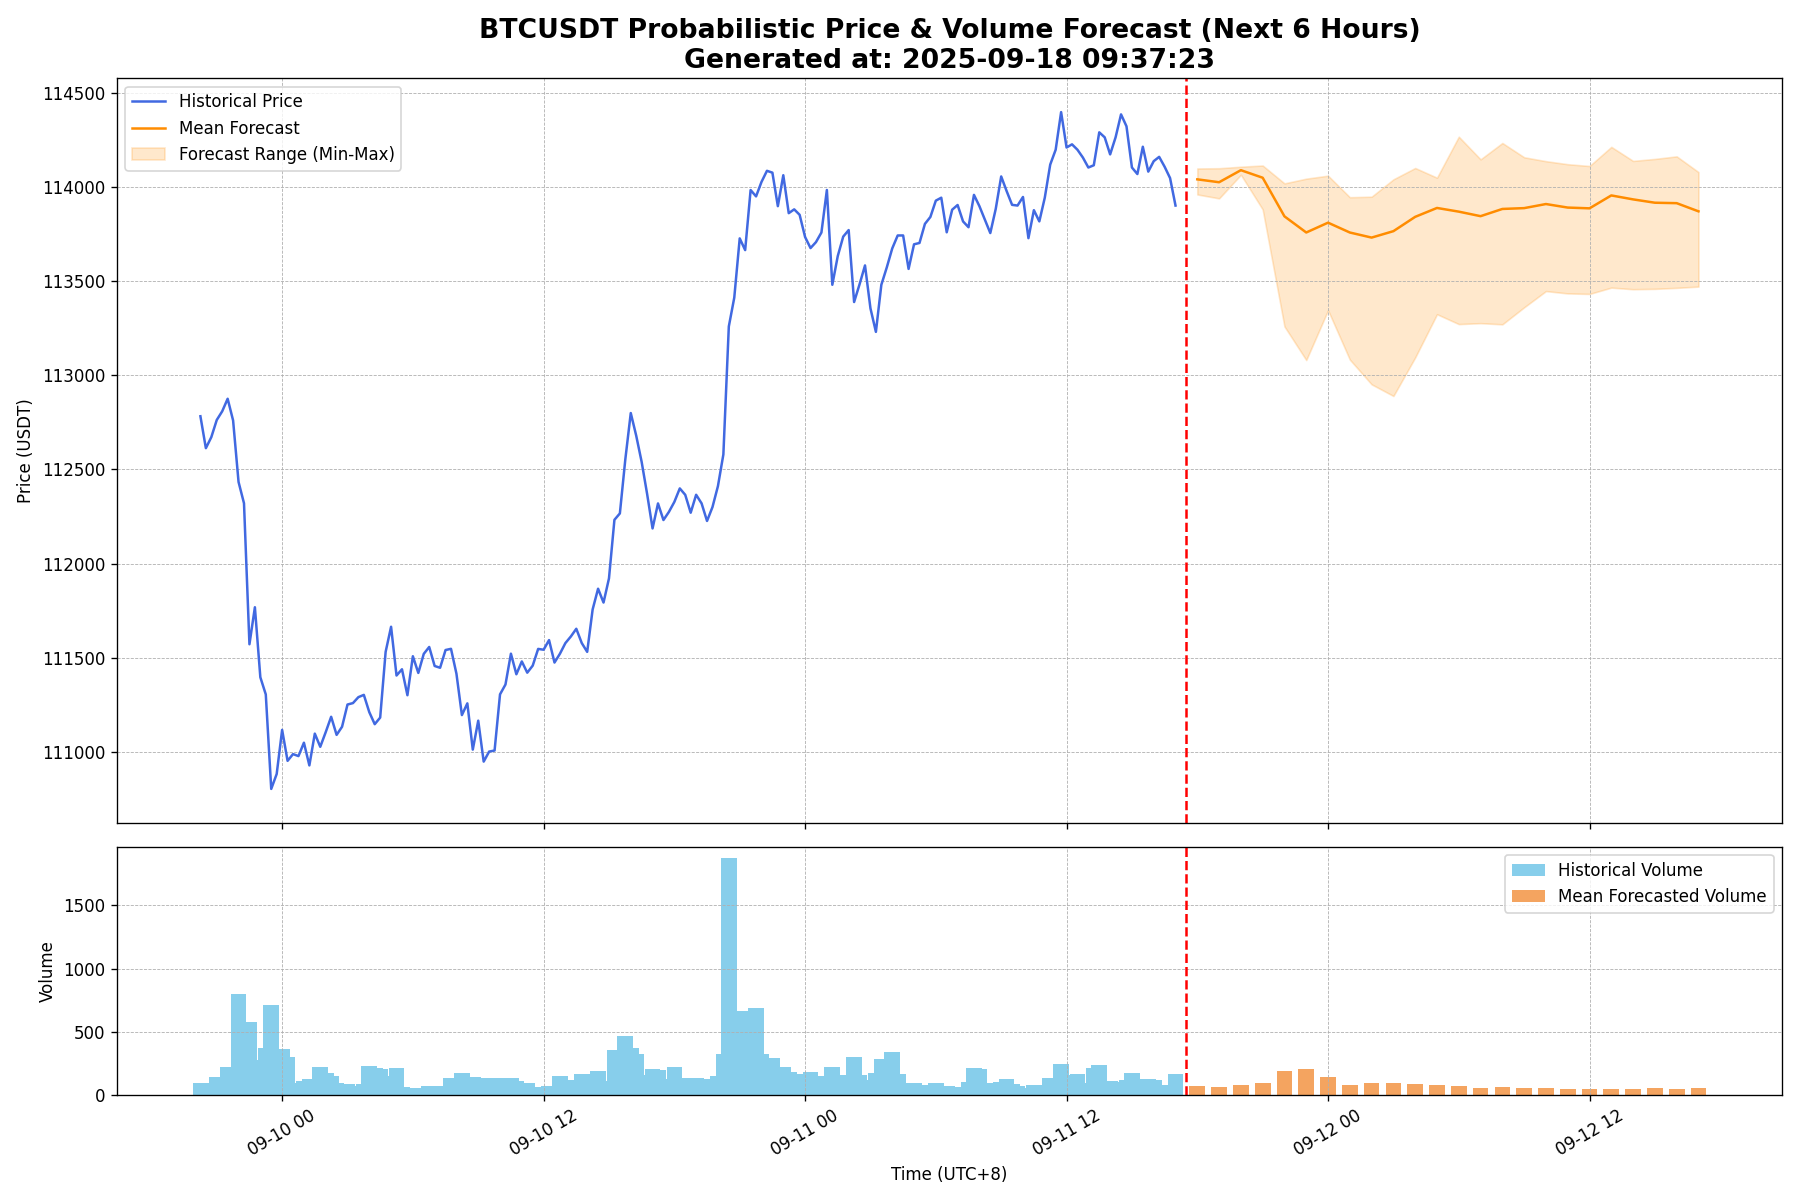 BTCUSDT Probabilistic Price & Volume Forecast (Next 6 Hours)
Generated at: 2025-09-18 09:37:23
Historical Price
Mean Forecast
Forecast Range (Min-Max)
114500
114000
113500
113000
112500
112000
111500
111000
Price (USDT)
Historical Volume
Mean Forecasted Volume
1500
1000
500
0
Volume
09-10 00
09-10 12
09-11 00
09-11 12
09-12 00
09-12 12
Time (UTC+8)